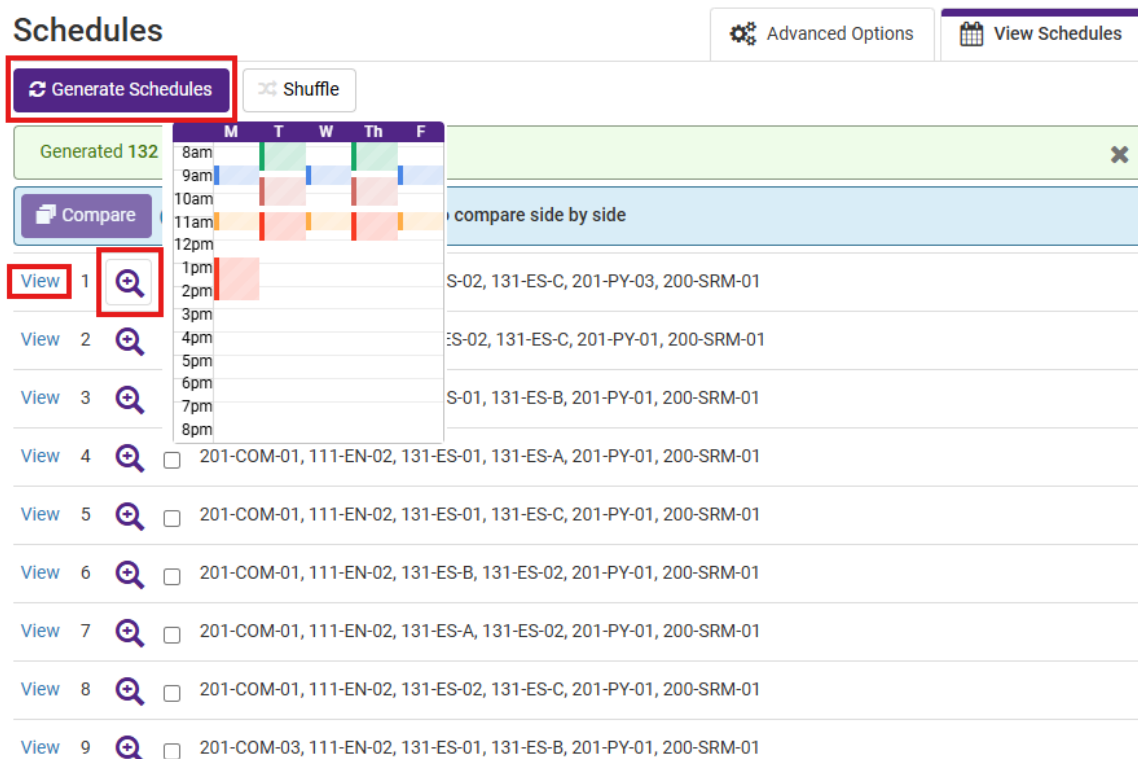 Schedules
Advanced Options
View Schedules
Generate Schedules
Shuffle
Generated 132
Compare
compare side by side
M T W Th F
8am
9am
10am
11am
12pm
1pm
2pm
3pm
4pm
5pm
6pm
7pm
8pm
View 1 S-02, 131-ES-C, 201-PY-03, 200-SRM-01
View 2 ES-02, 131-ES-C, 201-PY-01, 200-SRM-01
View 3 S-01, 131-ES-B, 201-PY-01, 200-SRM-01
View 4 201-COM-01, 111-EN-02, 131-ES-01, 131-ES-A, 201-PY-01, 200-SRM-01
View 5 201-COM-01, 111-EN-02, 131-ES-01, 131-ES-C, 201-PY-01, 200-SRM-01
View 6 201-COM-01, 111-EN-02, 131-ES-B, 131-ES-02, 201-PY-01, 200-SRM-01
View 7 201-COM-01, 111-EN-02, 131-ES-A, 131-ES-02, 201-PY-01, 200-SRM-01
View 8 201-COM-01, 111-EN-02, 131-ES-02, 131-ES-C, 201-PY-01, 200-SRM-01
View 9 201-COM-03, 111-EN-02, 131-ES-01, 131-ES-B, 201-PY-01, 200-SRM-01